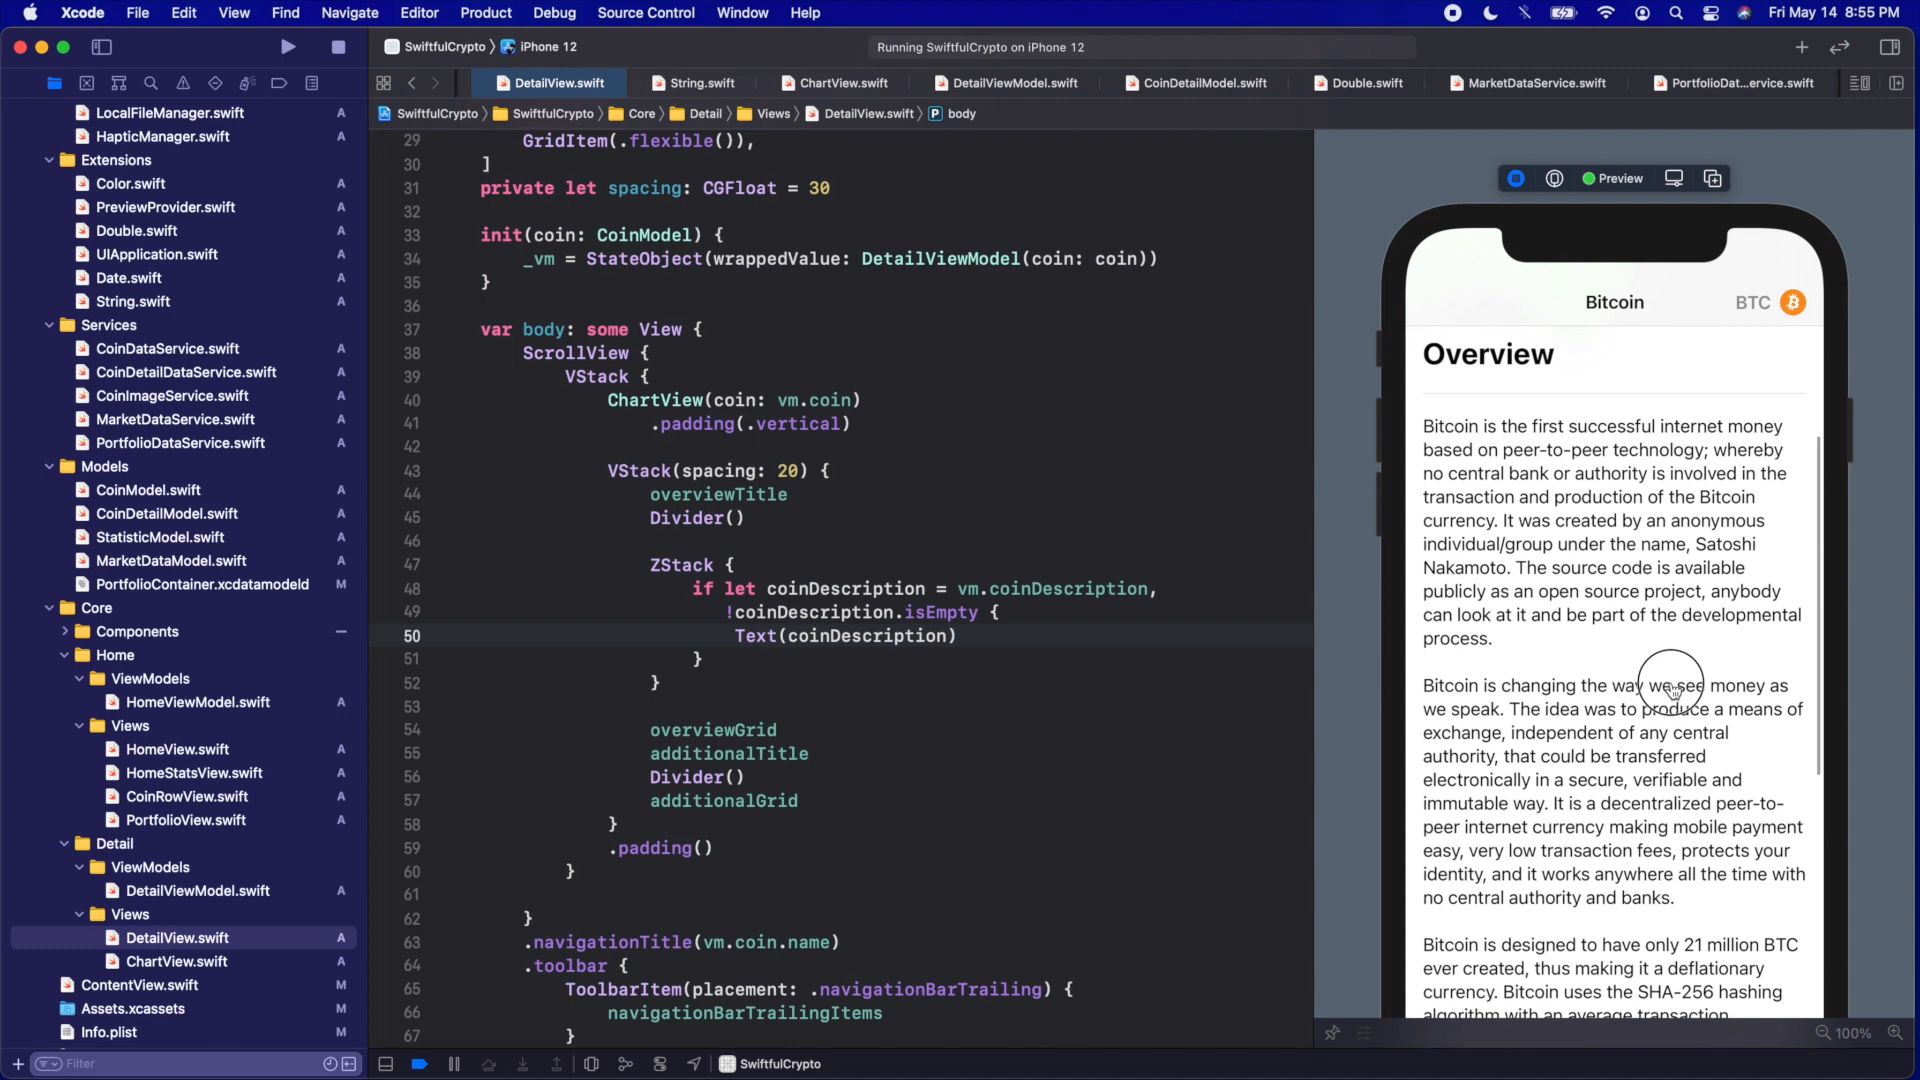 Xcode File Edit View Find Navigate Editor Product Debug Source Control Window Help Fri May 14 8:55 PM
SwiftfulCrypto iPhone 12 Running SwiftfulCrypto on iPhone 12
DetailView.swift String.swift ChartView.swift DetailViewModel.swift CoinDetailModel.swift Double.swift MarketDataService.swift PortfolioDat...ervice.swift
SwiftfulCrypto SwiftfulCrypto Core Detail Views DetailView.swift P body
LocalFileManager.swift A
HapticManager.swift A
Extensions
Color.swift A
PreviewProvider.swift A
Double.swift A
UIApplication.swift A
Date.swift A
String.swift A
Services
CoinDataService.swift A
CoinDetailDataService.swift A
CoinImageService.swift A
MarketDataService.swift A
PortfolioDataService.swift A
Models
CoinModel.swift A
CoinDetailModel.swift A
StatisticModel.swift A
MarketDataModel.swift A
PortfolioContainer.xcdatamodeld M
Core
Components
Home
ViewModels
HomeViewModel.swift A
Views
HomeView.swift A
HomeStatsView.swift A
CoinRowView.swift A
PortfolioView.swift A
Detail
ViewModels
DetailViewModel.swift A
Views
DetailView.swift A
ChartView.swift A
ContentView.swift M
Assets.xcassets M
Info.plist M
Filter
29 GridItem(.flexible()),
30 ]
31 private let spacing: CGFloat = 30
32
33 init(coin: CoinModel) {
34 _vm = StateObject(wrappedValue: DetailViewModel(coin: coin))
35 }
36
37 var body: some View {
38 ScrollView {
39 VStack {
40 ChartView(coin: vm.coin)
41 .padding(.vertical)
42
43 VStack(spacing: 20) {
44 overviewTitle
45 Divider()
46
47 ZStack {
48 if let coinDescription = vm.coinDescription,
49 !coinDescription.isEmpty {
50 Text(coinDescription)
51 }
52 }
53
54 overviewGrid
55 additionalTitle
56 Divider()
57 additionalGrid
58 }
59 .padding()
60 }
61
62 }
63 .navigationTitle(vm.coin.name)
64 .toolbar {
65 ToolbarItem(placement: .navigationBarTrailing) {
66 navigationBarTrailingItems
67 }
SwiftfulCrypto
Preview
Bitcoin BTC
Overview
Bitcoin is the first successful internet money
based on peer-to-peer technology; whereby
no central bank or authority is involved in the
transaction and production of the Bitcoin
currency. It was created by an anonymous
individual/group under the name, Satoshi
Nakamoto. The source code is available
publicly as an open source project, anybody
can look at it and be part of the developmental
process.
Bitcoin is changing the way we see money as
we speak. The idea was to produce a means of
exchange, independent of any central
authority, that could be transferred
electronically in a secure, verifiable and
immutable way. It is a decentralized peer-to-
peer internet currency making mobile payment
easy, very low transaction fees, protects your
identity, and it works anywhere all the time with
no central authority and banks.
Bitcoin is designed to have only 21 million BTC
ever created, thus making it a deflationary
currency. Bitcoin uses the SHA-256 hashing
algorithm with an average transaction
100%